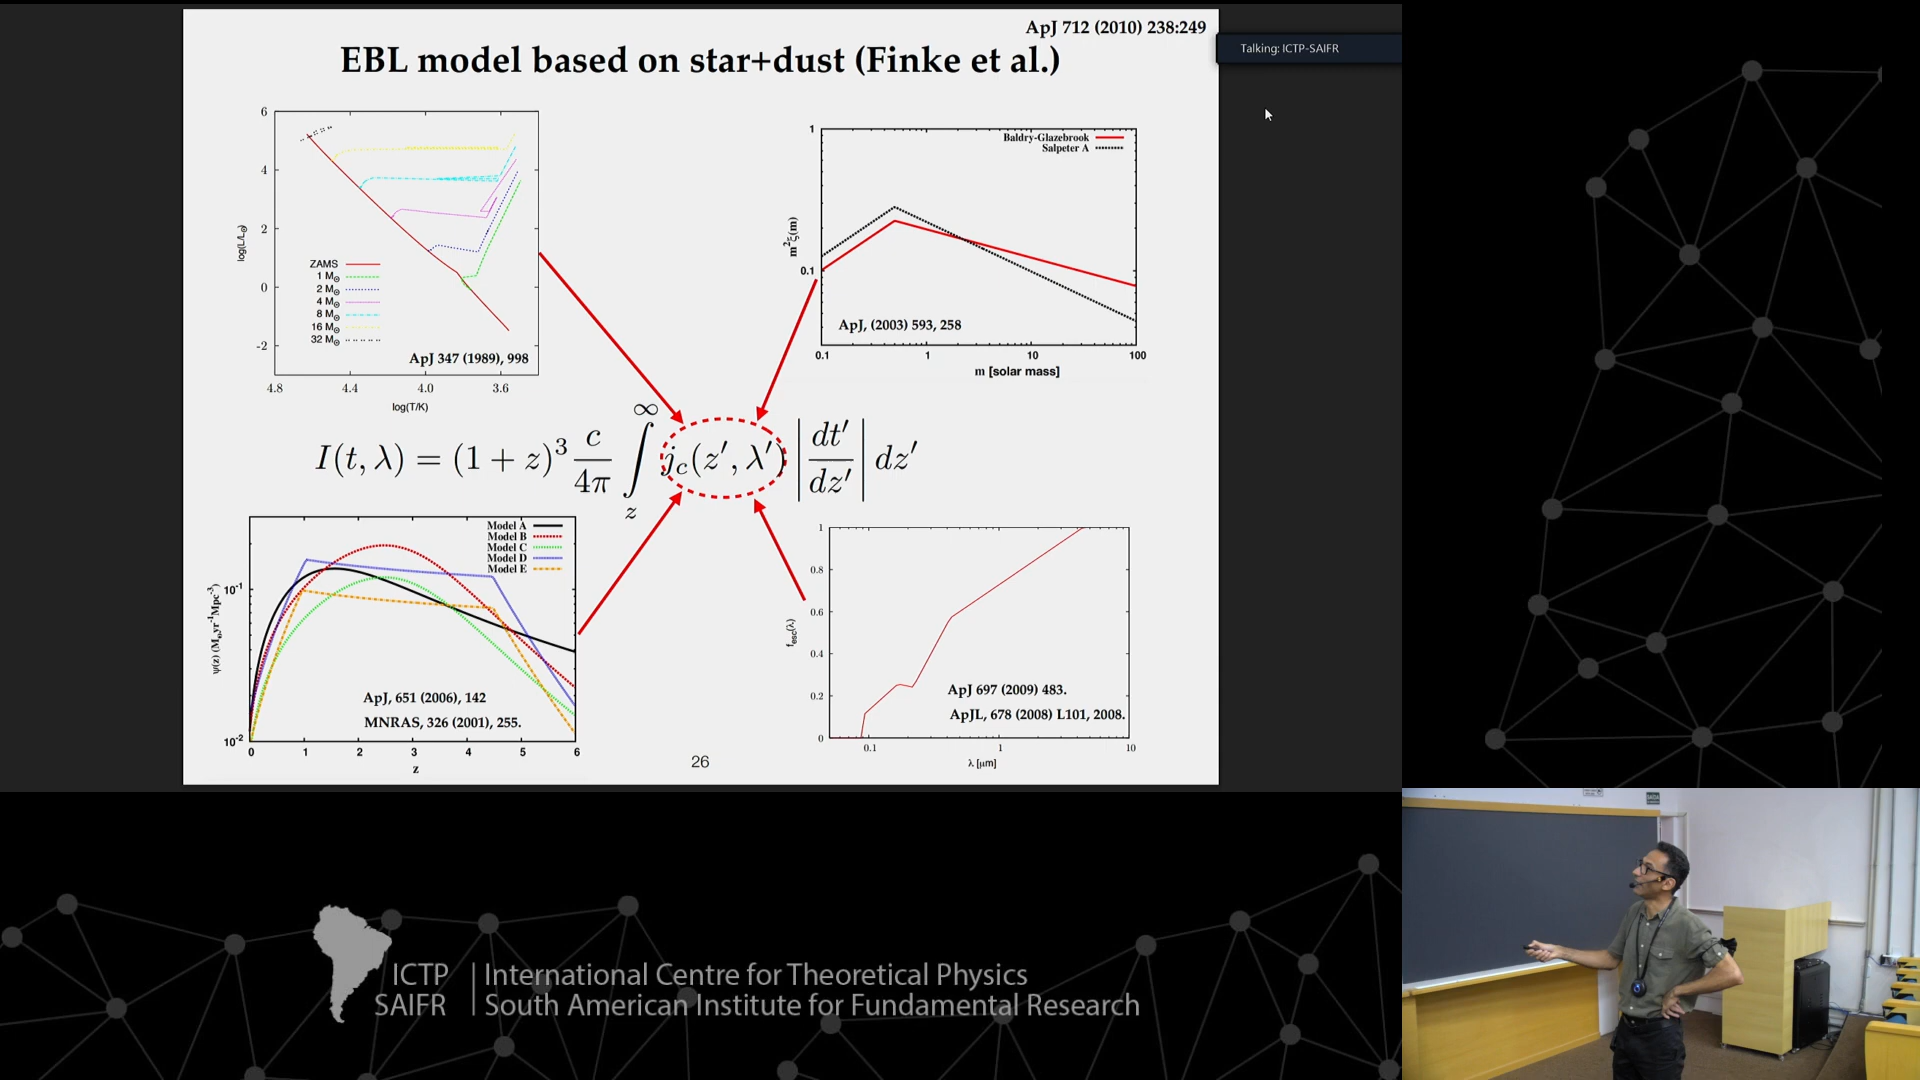 ApJ 712 (2010) 238:249
EBL model based on star+dust (Finke et al.)
Talking: ICTP-SAIFR
6
4
2
0
-2
log(L/L⊙)
ZAMS
1 M⊙
2 M⊙
4 M⊙
8 M⊙
16 M⊙
32 M⊙
ApJ 347 (1989), 998
4.8 4.4 4.0 3.6
log(T/K)
1
0.1
m²ξ(m)
Baldry-Glazebrook
Salpeter A
ApJ, (2003) 593, 258
0.1 1 10 100
m [solar mass]
I(t, λ) = (1 + z)³ c/4π ∫_z^∞ j_c(z′, λ′) |dt′/dz′| dz′
Model A
Model B
Model C
Model D
Model E
10⁻¹
10⁻²
ψ(z) (M⊙yr⁻¹Mpc⁻³)
ApJ, 651 (2006), 142
MNRAS, 326 (2001), 255.
0 1 2 3 4 5 6
z
1
0.8
0.6
0.4
0.2
0
f_esc(λ)
ApJ 697 (2009) 483.
ApJL, 678 (2008) L101, 2008.
0.1 1 10
λ [μm]
26
ICTP | International Centre for Theoretical Physics
SAIFR | South American Institute for Fundamental Research